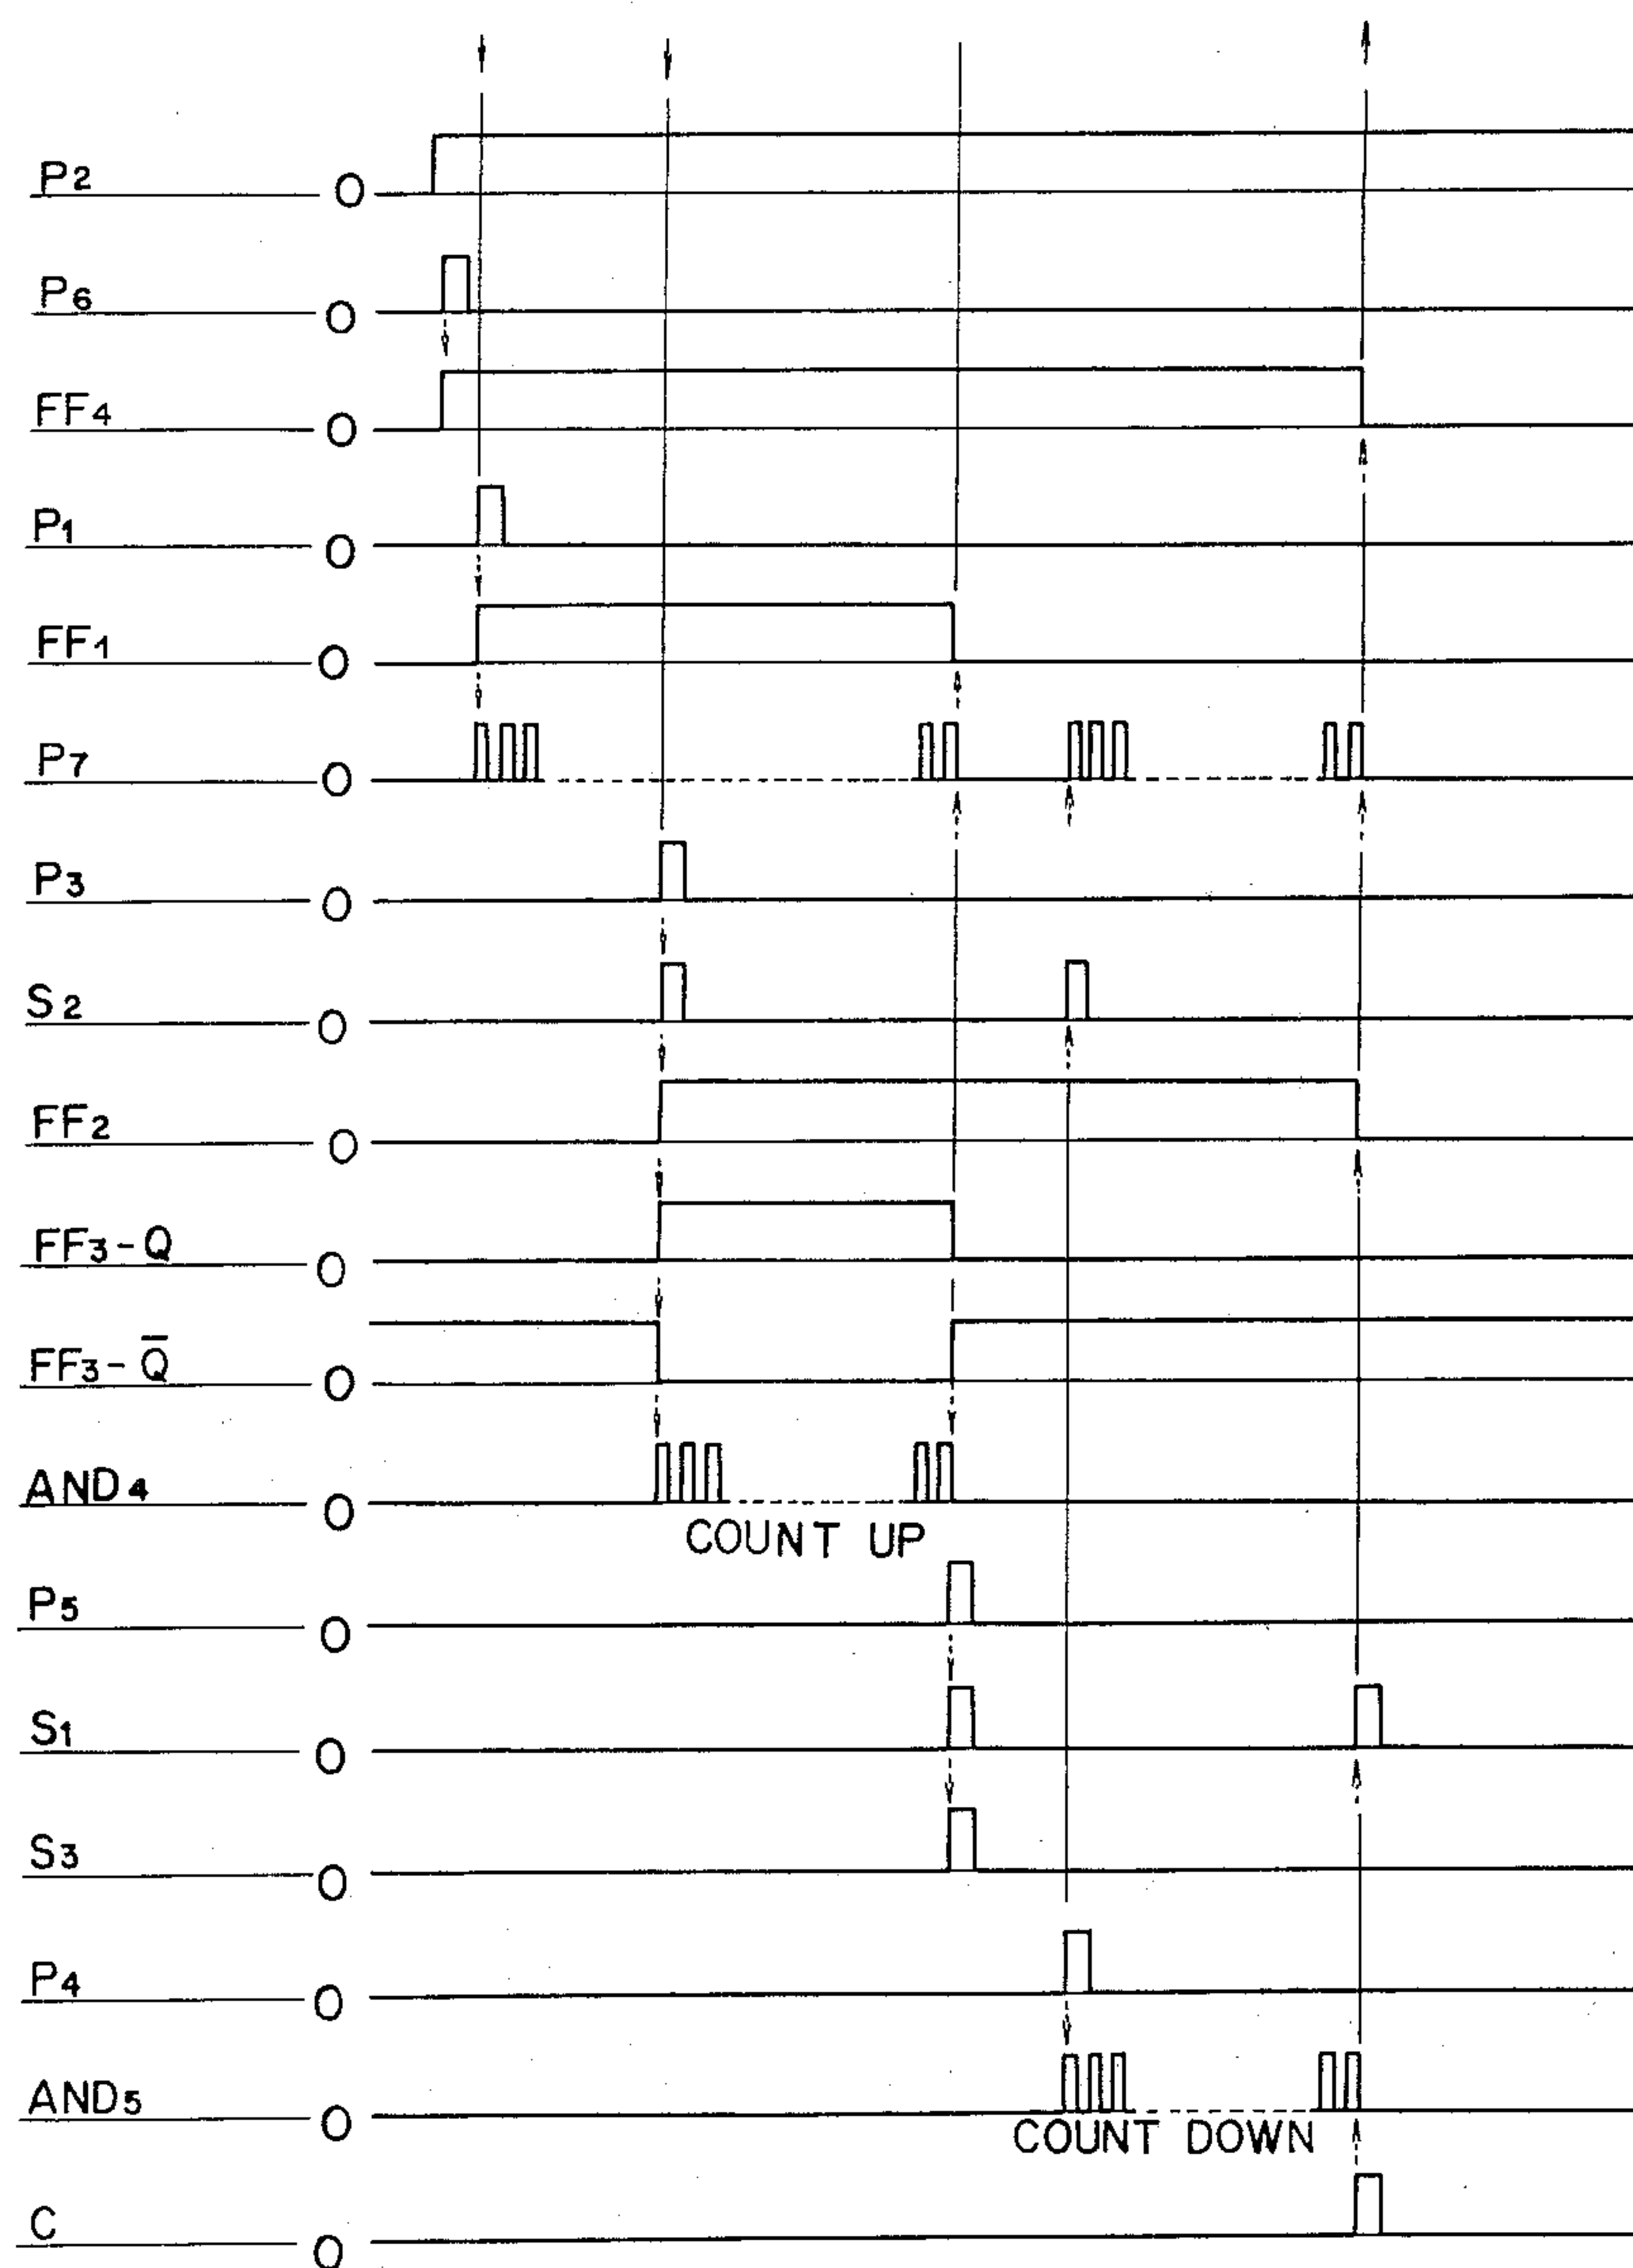 P2 O
P6 O
FF4 O
P1 O
FF1 O
P7 O
P3 O
S2 O
FF2 O
FF3-Q O
FF3-Q̅ O
AND4 O
COUNT UP
P5 O
S1 O
S3 O
P4 O
AND5 O
COUNT DOWN
C O